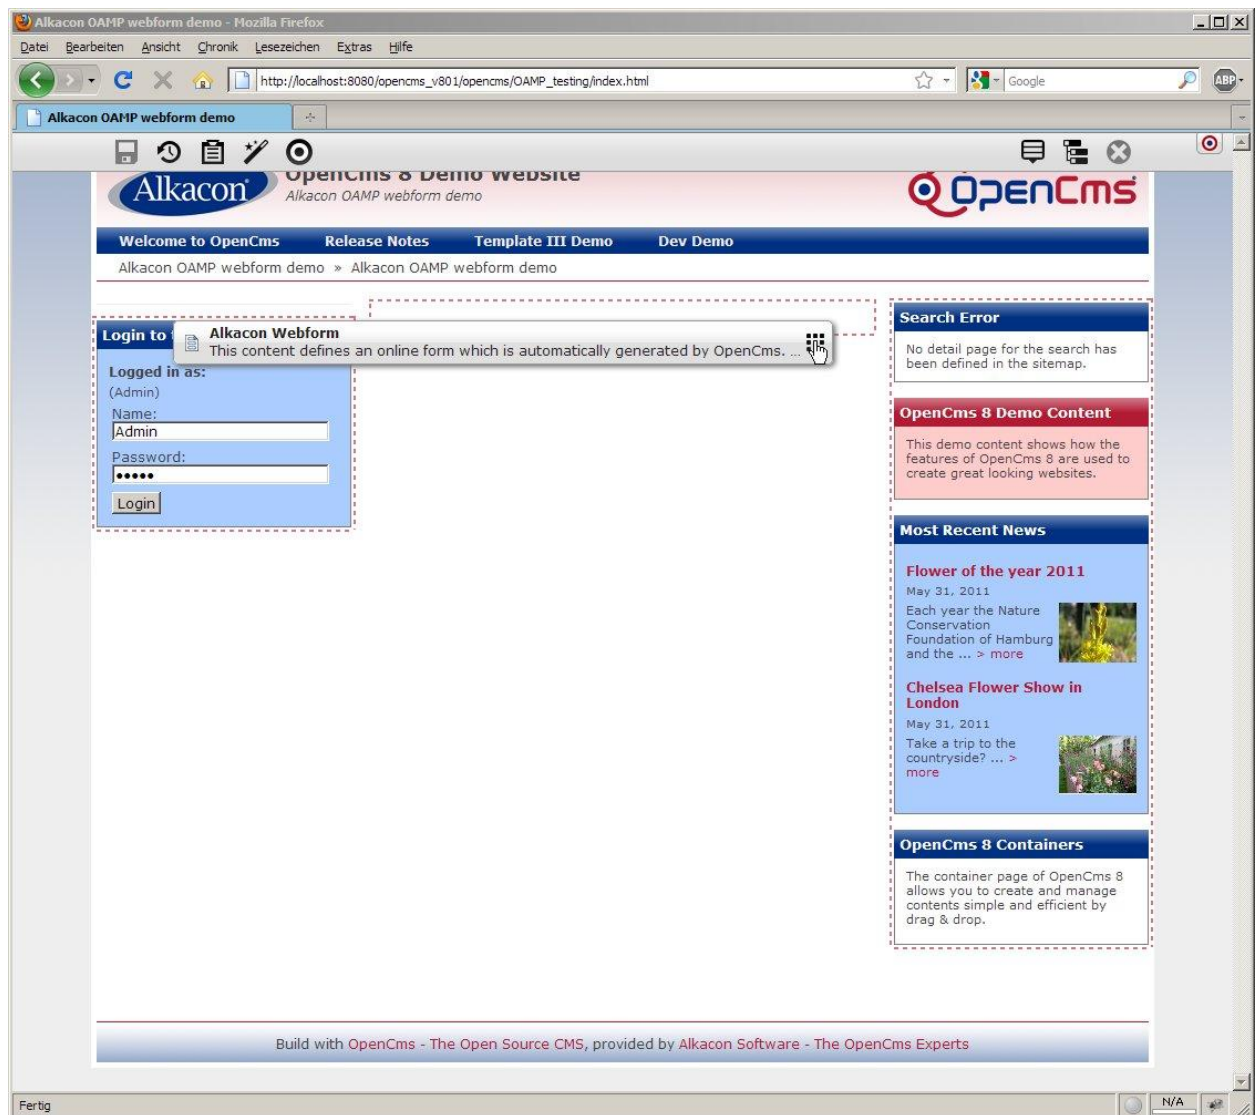 Alkacon OAMP webform demo - Mozilla Firefox
Datei Bearbeiten Ansicht Chronik Lesezeichen Extras Hilfe
http://localhost:8080/opencms_v801/opencms/OAMP_testing/index.html
Google
ABP
Alkacon OAMP webform demo
Alkacon
OpenCms 8 Demo Website
Alkacon OAMP webform demo
OpenCms
Welcome to OpenCms Release Notes Template III Demo Dev Demo
Alkacon OAMP webform demo » Alkacon OAMP webform demo
Login to
Alkacon Webform
This content defines an online form which is automatically generated by OpenCms. ...
Logged in as:
(Admin)
Name:
Admin
Password:
•••••
Login
Search Error
No detail page for the search has
been defined in the sitemap.
OpenCms 8 Demo Content
This demo content shows how the
features of OpenCms 8 are used to
create great looking websites.
Most Recent News
Flower of the year 2011
May 31, 2011
Each year the Nature
Conservation
Foundation of Hamburg
and the ... > more
Chelsea Flower Show in
London
May 31, 2011
Take a trip to the
countryside? ... >
more
OpenCms 8 Containers
The container page of OpenCms 8
allows you to create and manage
contents simple and efficient by
drag & drop.
Build with OpenCms - The Open Source CMS, provided by Alkacon Software - The OpenCms Experts
Fertig
N/A